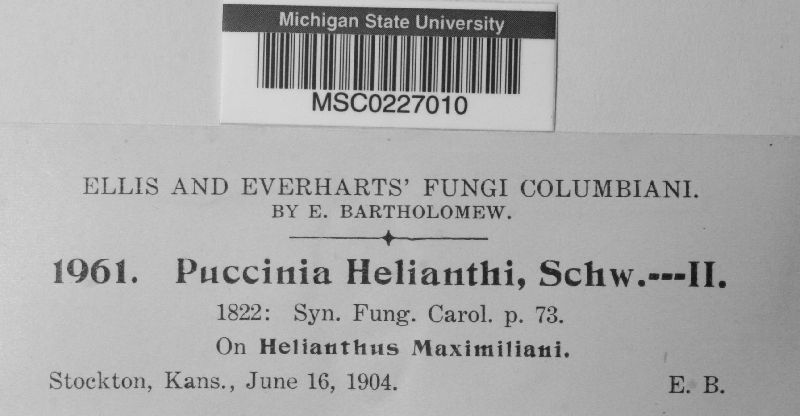 Michigan State University
MSC0227010
ELLIS AND EVERHARTS' FUNGI COLUMBIANI.
BY E. BARTHOLOMEW.
1961. Puccinia Helianthi, Schw.---II.
1822: Syn. Fung. Carol. p. 73.
On Helianthus Maximiliani.
Stockton, Kans., June 16, 1904. E. B.